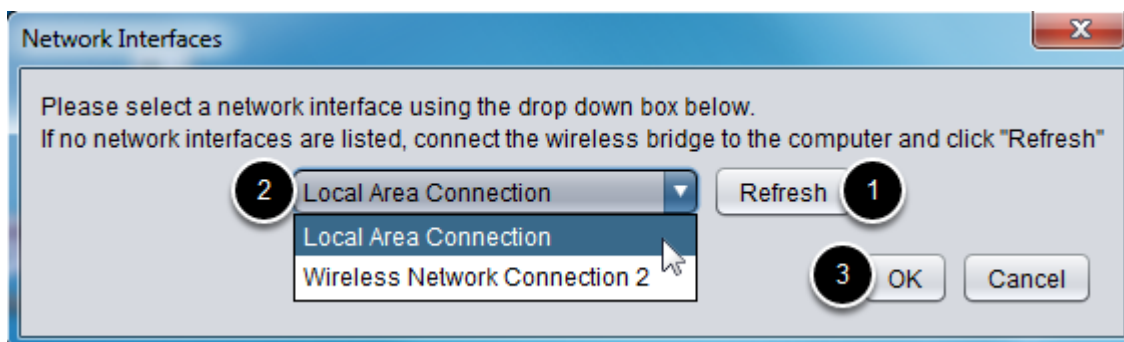 Network Interfaces
Please select a network interface using the drop down box below.
If no network interfaces are listed, connect the wireless bridge to the computer and click "Refresh"
2 Local Area Connection Refresh 1
Local Area Connection
Wireless Network Connection 2
3 OK Cancel